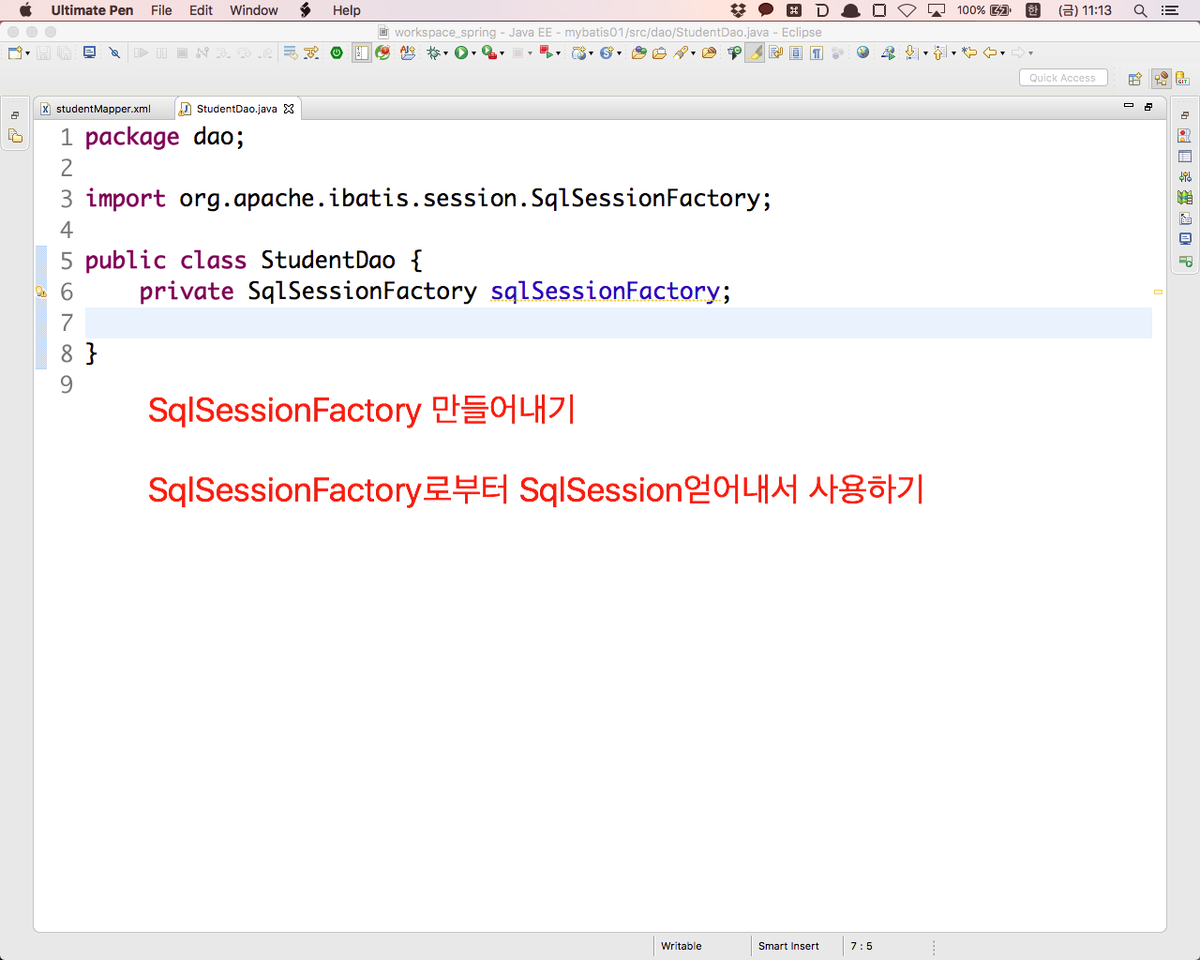 Ultimate Pen File Edit Window Help 100% 한 (금) 11:13
workspace_spring - Java EE - mybatis01/src/dao/StudentDao.java - Eclipse
Quick Access
studentMapper.xml StudentDao.java
1 package dao;
2
3 import org.apache.ibatis.session.SqlSessionFactory;
4
5 public class StudentDao {
6 private SqlSessionFactory sqlSessionFactory;
7
8 }
9
SqlSessionFactory 만들어내기
SqlSessionFactory로부터 SqlSession얻어내서 사용하기
Writable Smart Insert 7 : 5